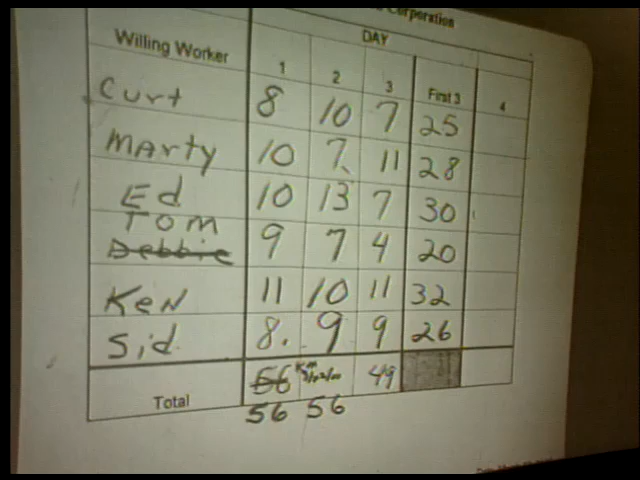 Corporation
Willing Worker DAY
1 2 3 First 3 4
Curt 8 10 7 25
Marty 10 7 11 28
Ed 10 13 7 30
Tom
Debbie 9 7 4 20
Ken 11 10 11 32
Sid 8 9 9 26
Total 56 49
56 56